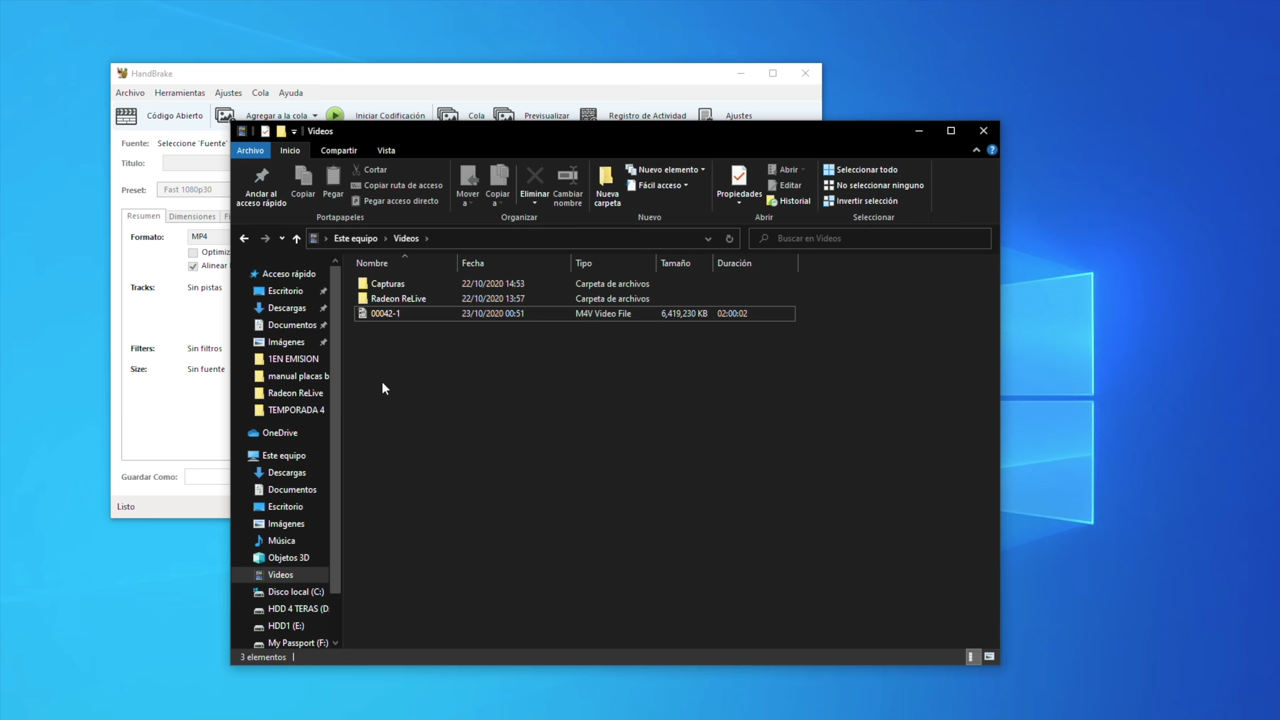 HandBrake
Archivo Herramientas Ajustes Cola Ayuda
Código Abierto Agregar a la cola Iniciar Codificación Cola Previsualizar Registro de Actividad Ajustes
Fuente: Seleccione 'Fuente'
Titulo:
Preset: Fast 1080p30
Resumen Dimensiones
Formato: MP4
Alinear
Tracks: Sin pistas
Filters: Sin filtros
Size: Sin fuente
Guardar Como:
Listo
Videos
Archivo Inicio Compartir Vista
Anclar al acceso rápido
Copiar
Pegar
Cortar
Copiar ruta de acceso
Pegar acceso directo
Portapapeles
Mover a
Copiar a
Eliminar
Cambiar nombre
Organizar
Nueva carpeta
Nuevo elemento
Fácil acceso
Nuevo
Propiedades
Abrir
Editar
Historial
Abrir
Seleccionar todo
No seleccionar ninguno
Invertir selección
Seleccionar
Este equipo Videos
Buscar en Videos
Nombre Fecha Tipo Tamaño Duración
Capturas 22/10/2020 14:53 Carpeta de archivos
Radeon ReLive 22/10/2020 13:57 Carpeta de archivos
00042-1 23/10/2020 00:51 M4V Video File 6,419,230 KB 02:00:02
Acceso rápido
Escritorio
Descargas
Documentos
Imágenes
1EN EMISION
manual placas b
Radeon ReLive
TEMPORADA 4
OneDrive
Este equipo
Descargas
Documentos
Escritorio
Imágenes
Música
Objetos 3D
Videos
Disco local (C:)
HDD 4 TERAS (D:
HDD1 (E:)
My Passport (F:)
3 elementos